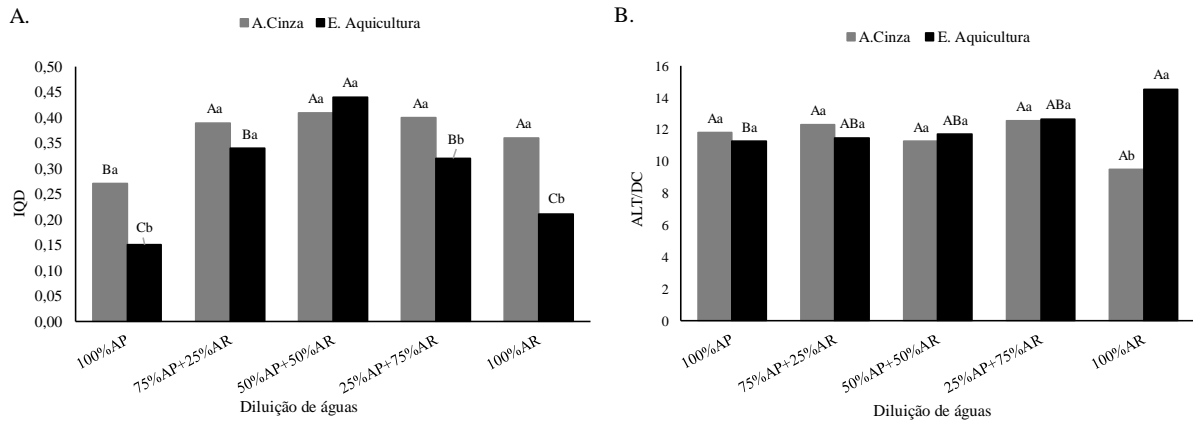 A.
A.Cinza E. Aquicultura
0,50
0,45
0,40
0,35
0,30
0,25
0,20
0,15
0,10
0,05
0,00
IQD
Ba Cb
Aa Ba
Aa Aa
Aa Bb
Aa Cb
100%AP
75%AP+25%AR
50%AP+50%AR
25%AP+75%AR
100%AR
Diluição de águas
B.
A.Cinza E. Aquicultura
16
14
12
10
8
6
4
2
0
ALT/DC
Aa Ba
Aa ABa
Aa ABa
Aa ABa
Ab Aa
100%AP
75%AP+25%AR
50%AP+50%AR
25%AP+75%AR
100%AR
Diluição de águas